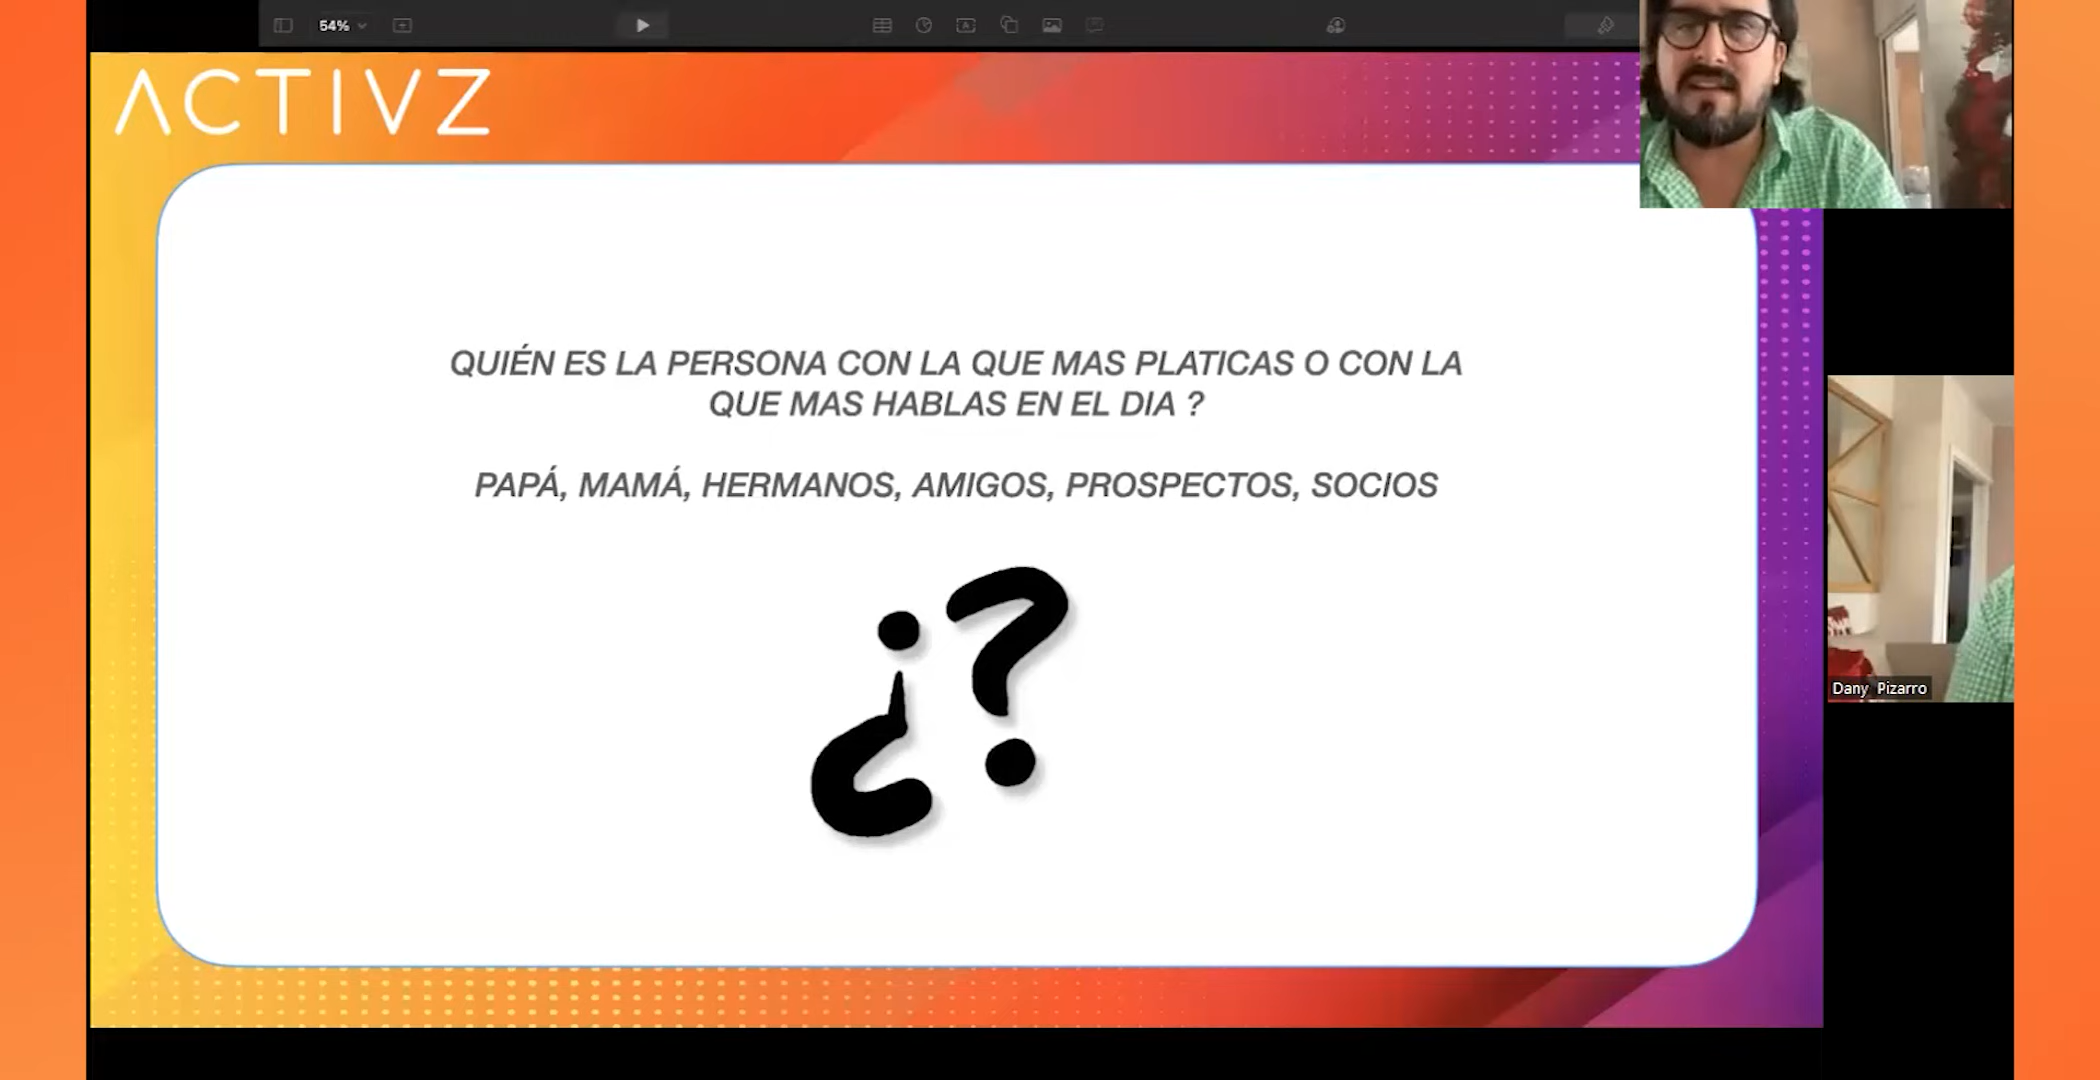 54%
ACTIVZ
QUIÉN ES LA PERSONA CON LA QUE MAS PLATICAS O CON LA
QUE MAS HABLAS EN EL DIA ?
PAPÁ, MAMÁ, HERMANOS, AMIGOS, PROSPECTOS, SOCIOS
¿?
Dany Pizarro